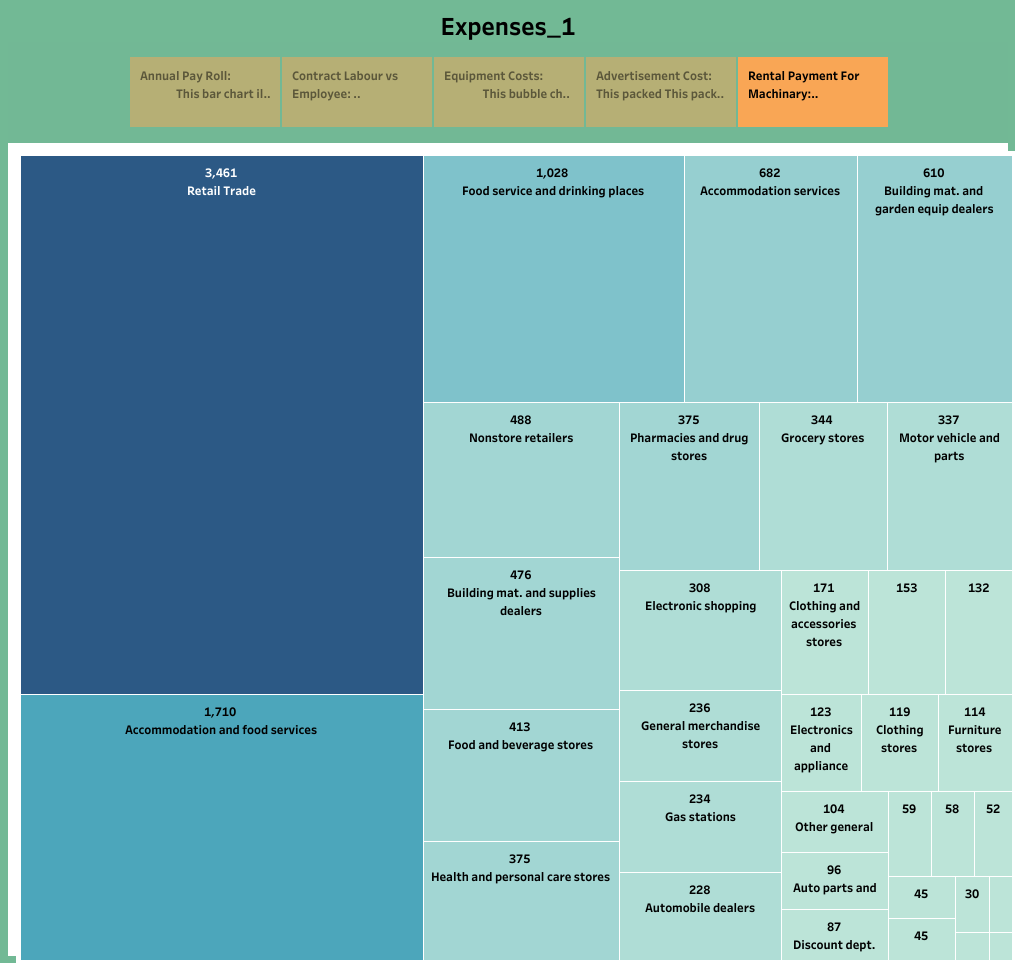 Expenses_1
Annual Pay Roll:
This bar chart il..
Contract Labour vs
Employee: ..
Equipment Costs:
This bubble ch..
Advertisement Cost:
This packed This pack..
Rental Payment For
Machinary:..
3,461
Retail Trade
1,028
Food service and drinking places
682
Accommodation services
610
Building mat. and
garden equip dealers
488
Nonstore retailers
375
Pharmacies and drug
stores
344
Grocery stores
337
Motor vehicle and
parts
476
Building mat. and supplies
dealers
308
Electronic shopping
171
Clothing and
accessories
stores
153
132
1,710
Accommodation and food services
413
Food and beverage stores
236
General merchandise
stores
123
Electronics
and
appliance
119
Clothing
stores
114
Furniture
stores
234
Gas stations
104
Other general
59
58
52
375
Health and personal care stores
228
Automobile dealers
96
Auto parts and
87
Discount dept.
45
30
45